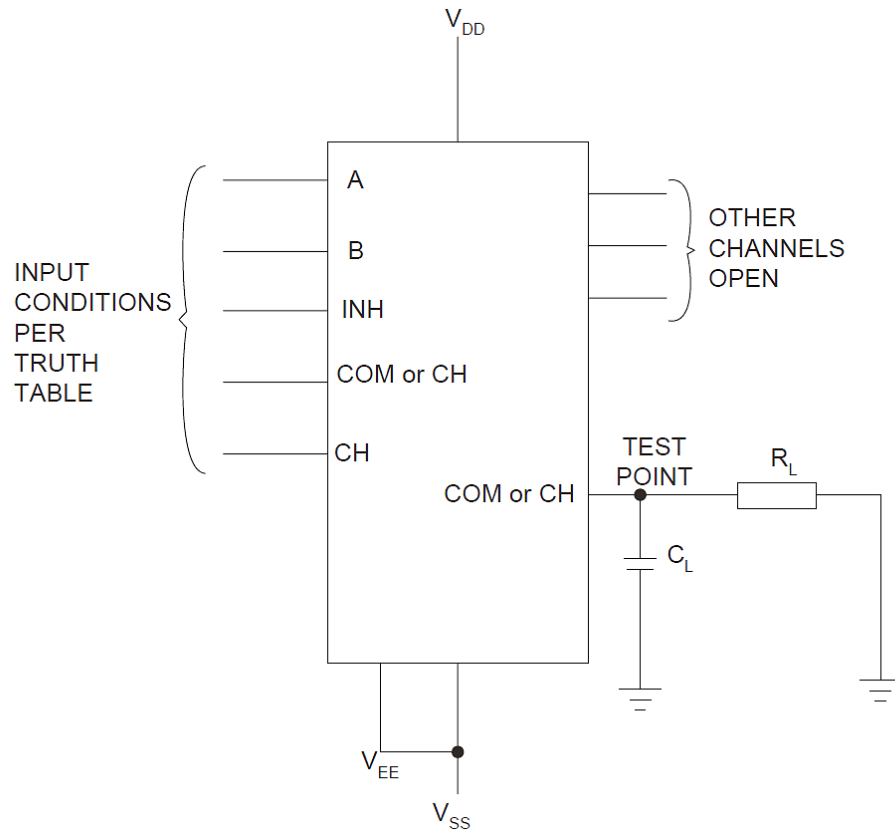 VDD
A
B
INH
COM or CH
CH
INPUT
CONDITIONS
PER
TRUTH
TABLE
OTHER
CHANNELS
OPEN
TEST
POINT
RL
COM or CH
CL
VEE
VSS